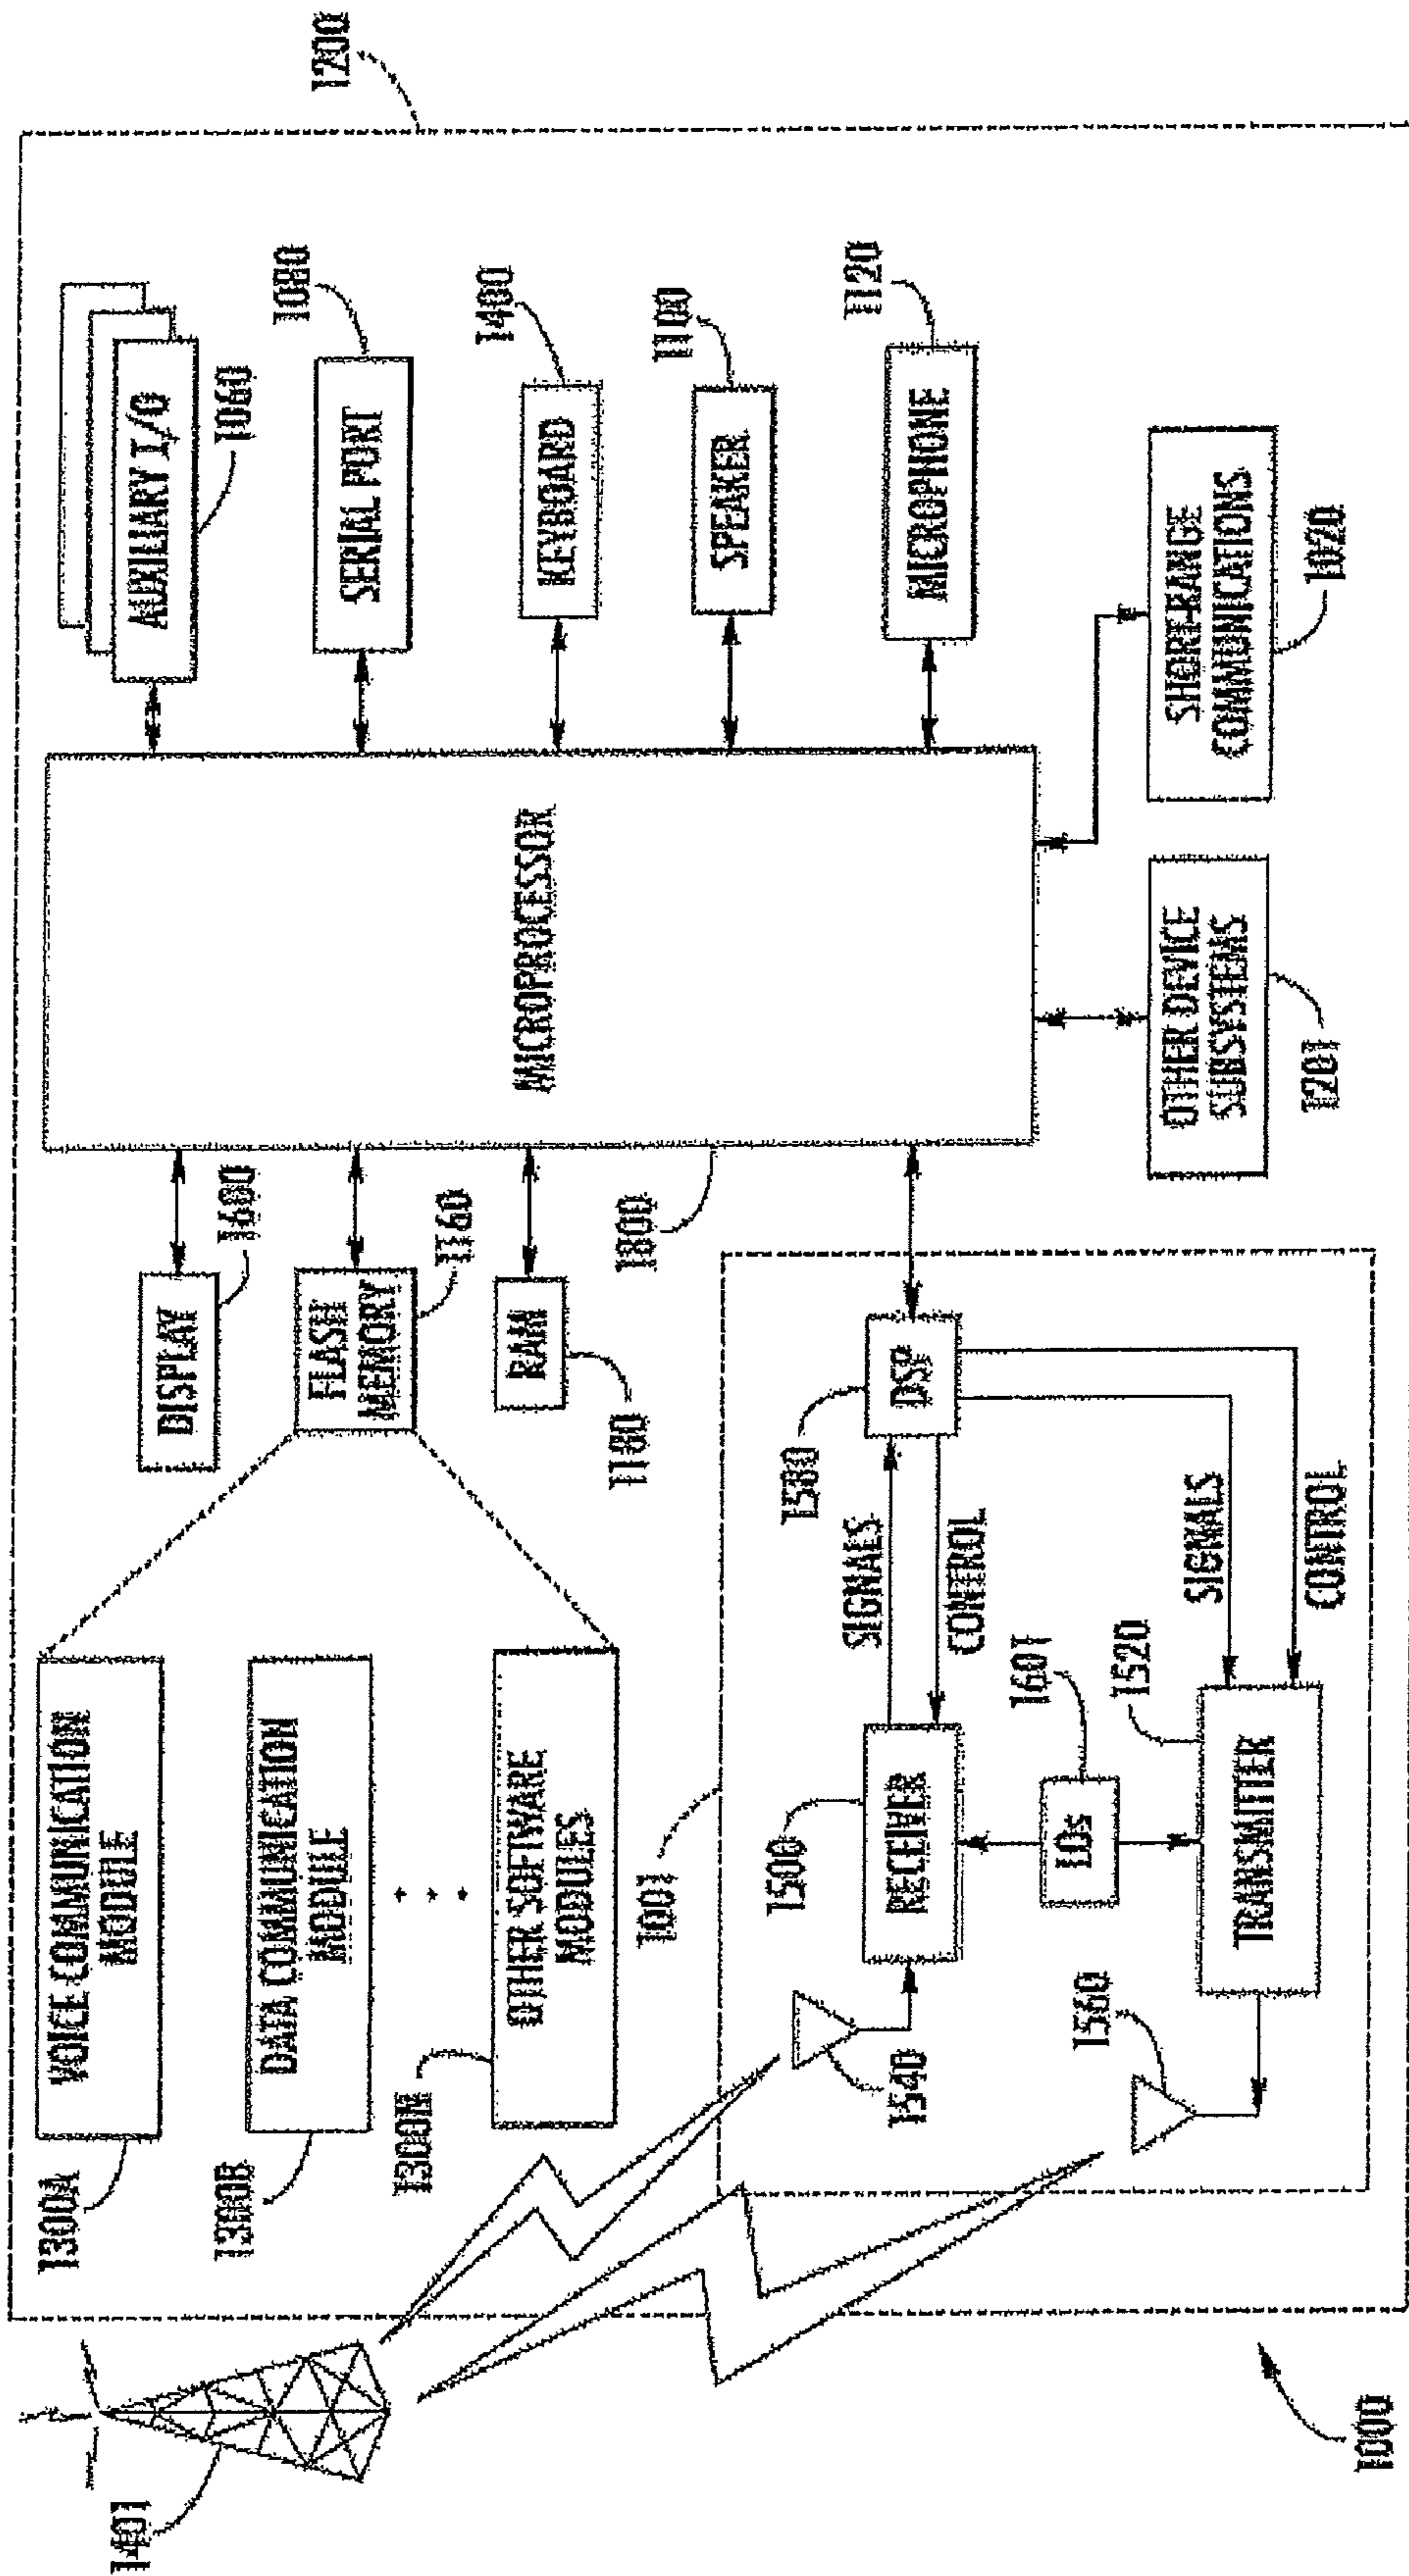 1401
1300A
VOICE COMMUNICATION
MODULE
1300B
DATA COMMUNICATION
MODULE
1300N
OTHER SOFTWARE
MODULES
DISPLAY
1600
FLASH
MEMORY
1160
RAM
1180
MICROPROCESSOR
1800
AUXILIARY I/O
1060
SERIAL PORT
1080
KEYBOARD
1400
SPEAKER
1100
MICROPHONE
1120
1200
SHORT-RANGE
COMMUNICATIONS
1020
OTHER DEVICE
SUBSYSTEMS
1201
1001
1540
1500
RECEIVER
SIGNALS
CONTROL
1580
DSP
LOs
1601
1560
TRANSMITTER
1520
SIGNALS
CONTROL
1000